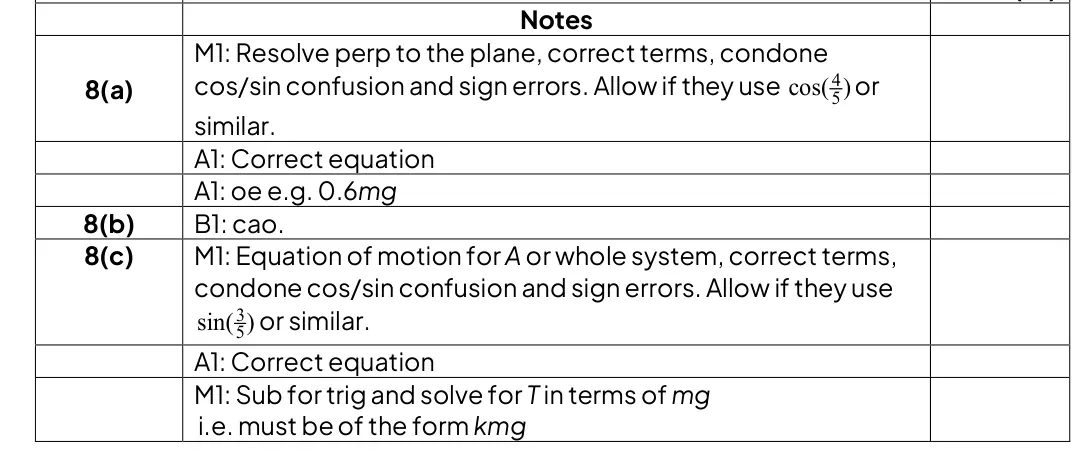 Notes
8(a)
M1: Resolve perp to the plane, correct terms, condone
cos/sin confusion and sign errors. Allow if they use cos(4/5) or
similar.
A1: Correct equation
A1: oe e.g. 0.6mg
8(b)
B1: cao.
8(c)
M1: Equation of motion for A or whole system, correct terms,
condone cos/sin confusion and sign errors. Allow if they use
sin(3/5) or similar.
A1: Correct equation
M1: Sub for trig and solve for T in terms of mg
i.e. must be of the form kmg